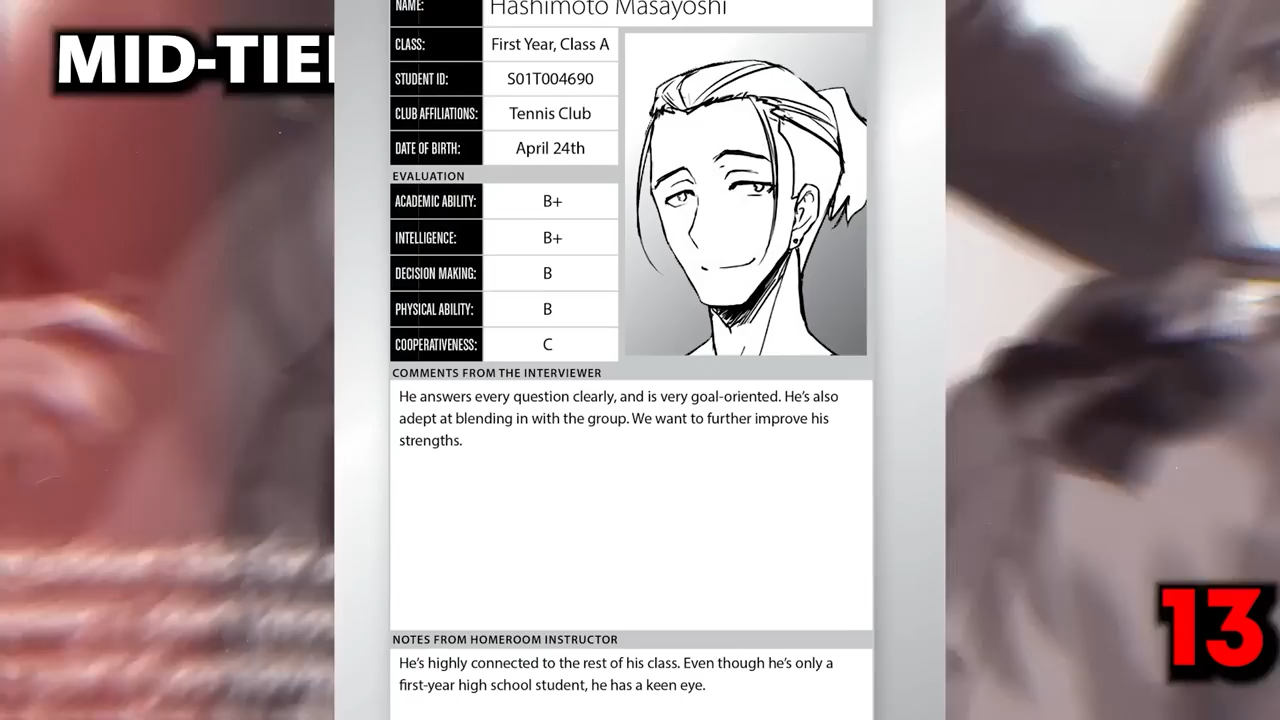 MID-TIE
NAME: Hashimoto Masayoshi
CLASS: First Year, Class A
STUDENT ID: S01T004690
CLUB AFFILIATIONS: Tennis Club
DATE OF BIRTH: April 24th
EVALUATION
ACADEMIC ABILITY: B+
INTELLIGENCE: B+
DECISION MAKING: B
PHYSICAL ABILITY: B
COOPERATIVENESS: C
COMMENTS FROM THE INTERVIEWER
He answers every question clearly, and is very goal-oriented. He's also
adept at blending in with the group. We want to further improve his
strengths.
13
NOTES FROM HOMEROOM INSTRUCTOR
He's highly connected to the rest of his class. Even though he's only a
first-year high school student, he has a keen eye.